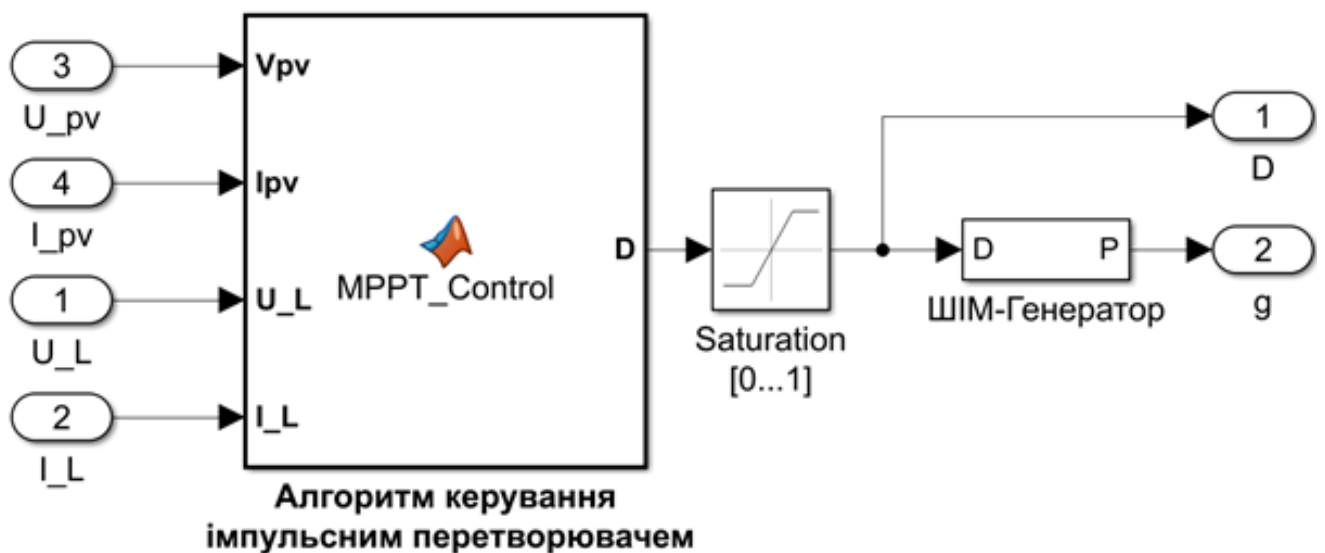 3
U_pv
4
I_pv
1
U_L
2
I_L
Vpv
Ipv
U_L
I_L
MPPT_Control
D
Алгоритм керування
імпульсним перетворювачем
Saturation
[0...1]
D P
ШІМ-Генератор
1
D
2
g